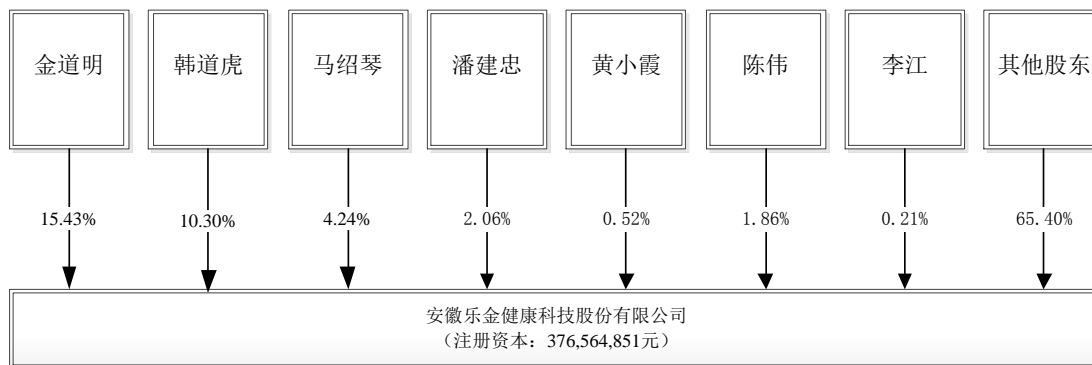 金道明
韩道虎
马绍琴
潘建忠
黄小霞
陈伟
李江
其他股东
15.43%
10.30%
4.24%
2.06%
0.52%
1.86%
0.21%
65.40%
安徽乐金健康科技股份有限公司
（注册资本：376,564,851元）